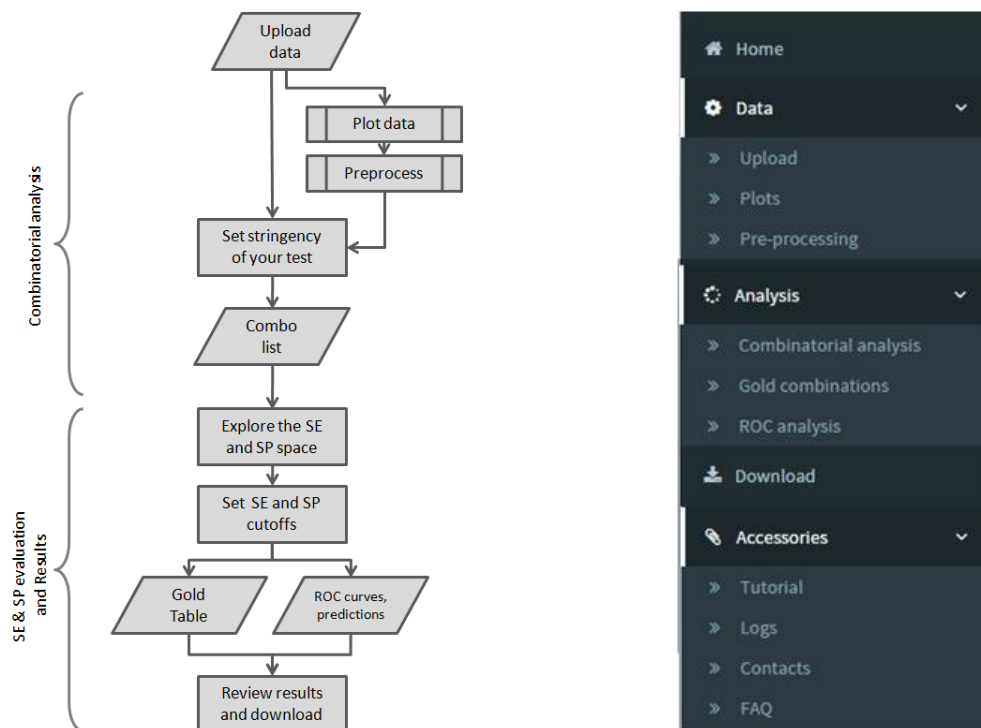 Upload
data
Plot data
Preprocess
Set stringency
of your test
Combo
list
Combinatorial analysis
Explore the SE
and SP space
Set SE and SP
cutoffs
Gold
Table
ROC curves,
predictions
Review results
and download
SE & SP evaluation
and Results
Home
Data
Upload
Plots
Pre-processing
Analysis
Combinatorial analysis
Gold combinations
ROC analysis
Download
Accessories
Tutorial
Logs
Contacts
FAQ